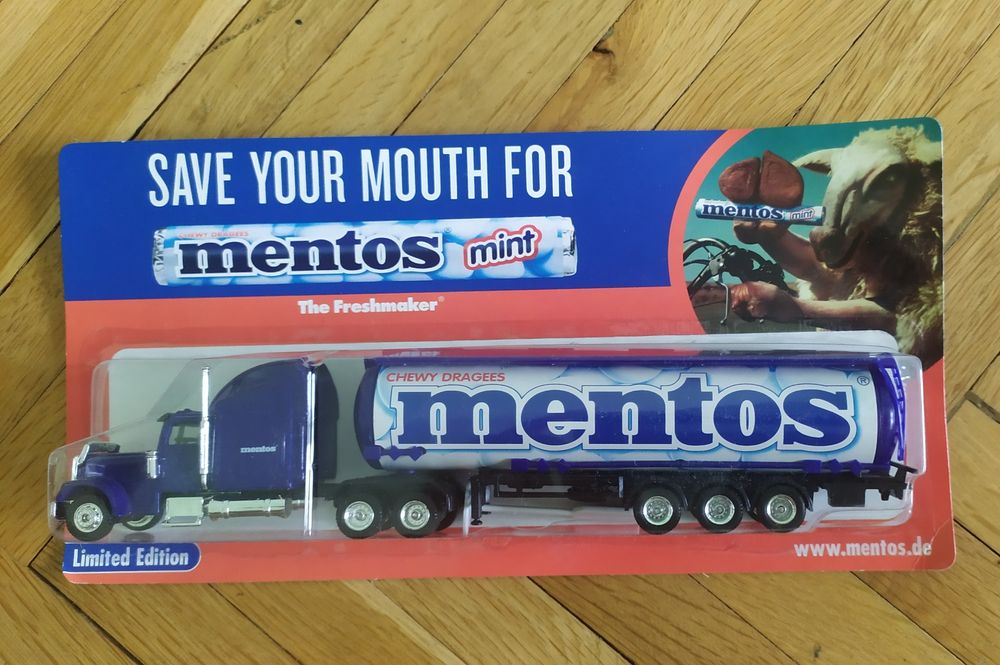 SAVE YOUR MOUTH FOR
CHEWY DRAGEES
mentos mint
The Freshmaker®
mentos mint
mentos
CHEWY DRAGEES
mentos®
Limited Edition
www.mentos.de